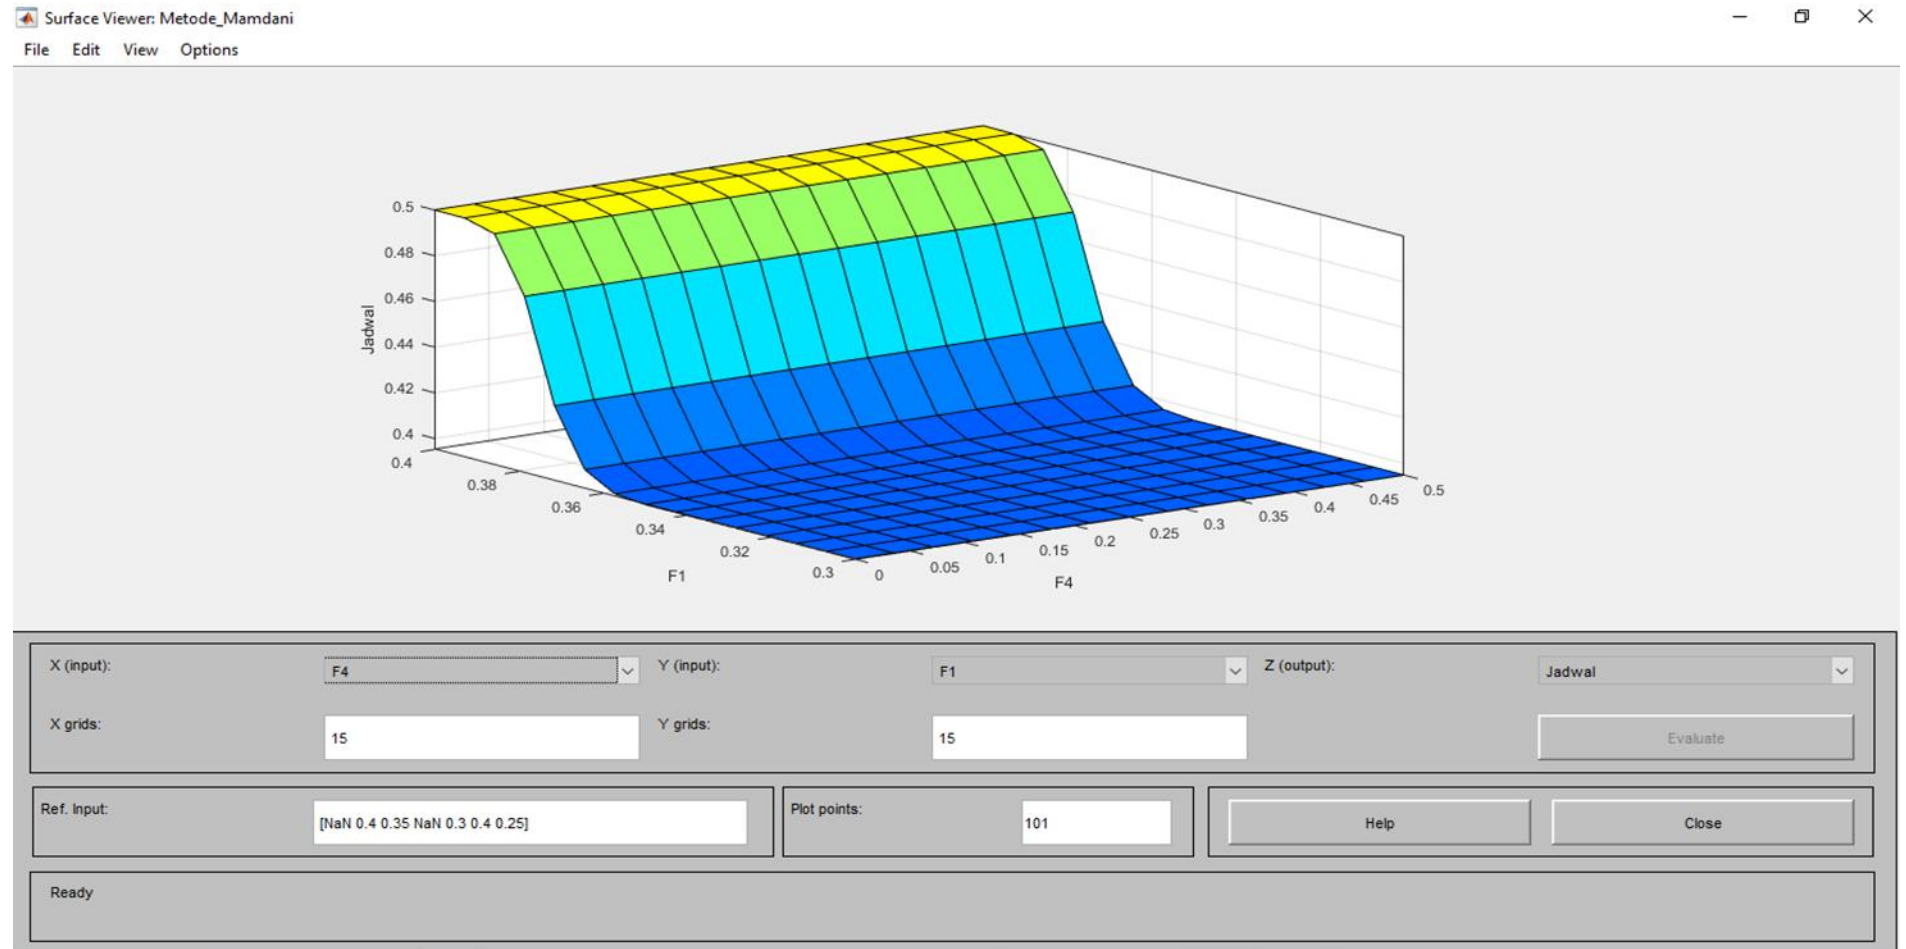 Surface Viewer: Metode_Mamdani
File Edit View Options
0.5
0.48
0.46
0.44
0.42
0.4
Jadwal
0.4
0.38
0.36
0.34
0.32
0.3
F1
0
0.05
0.1
0.15
0.2
0.25
0.3
0.35
0.4
0.45
0.5
F4
X (input): F4 Y (input): F1 Z (output): Jadwal
X grids: 15 Y grids: 15 Evaluate
Ref. Input: [NaN 0.4 0.35 NaN 0.3 0.4 0.25] Plot points: 101 Help Close
Ready